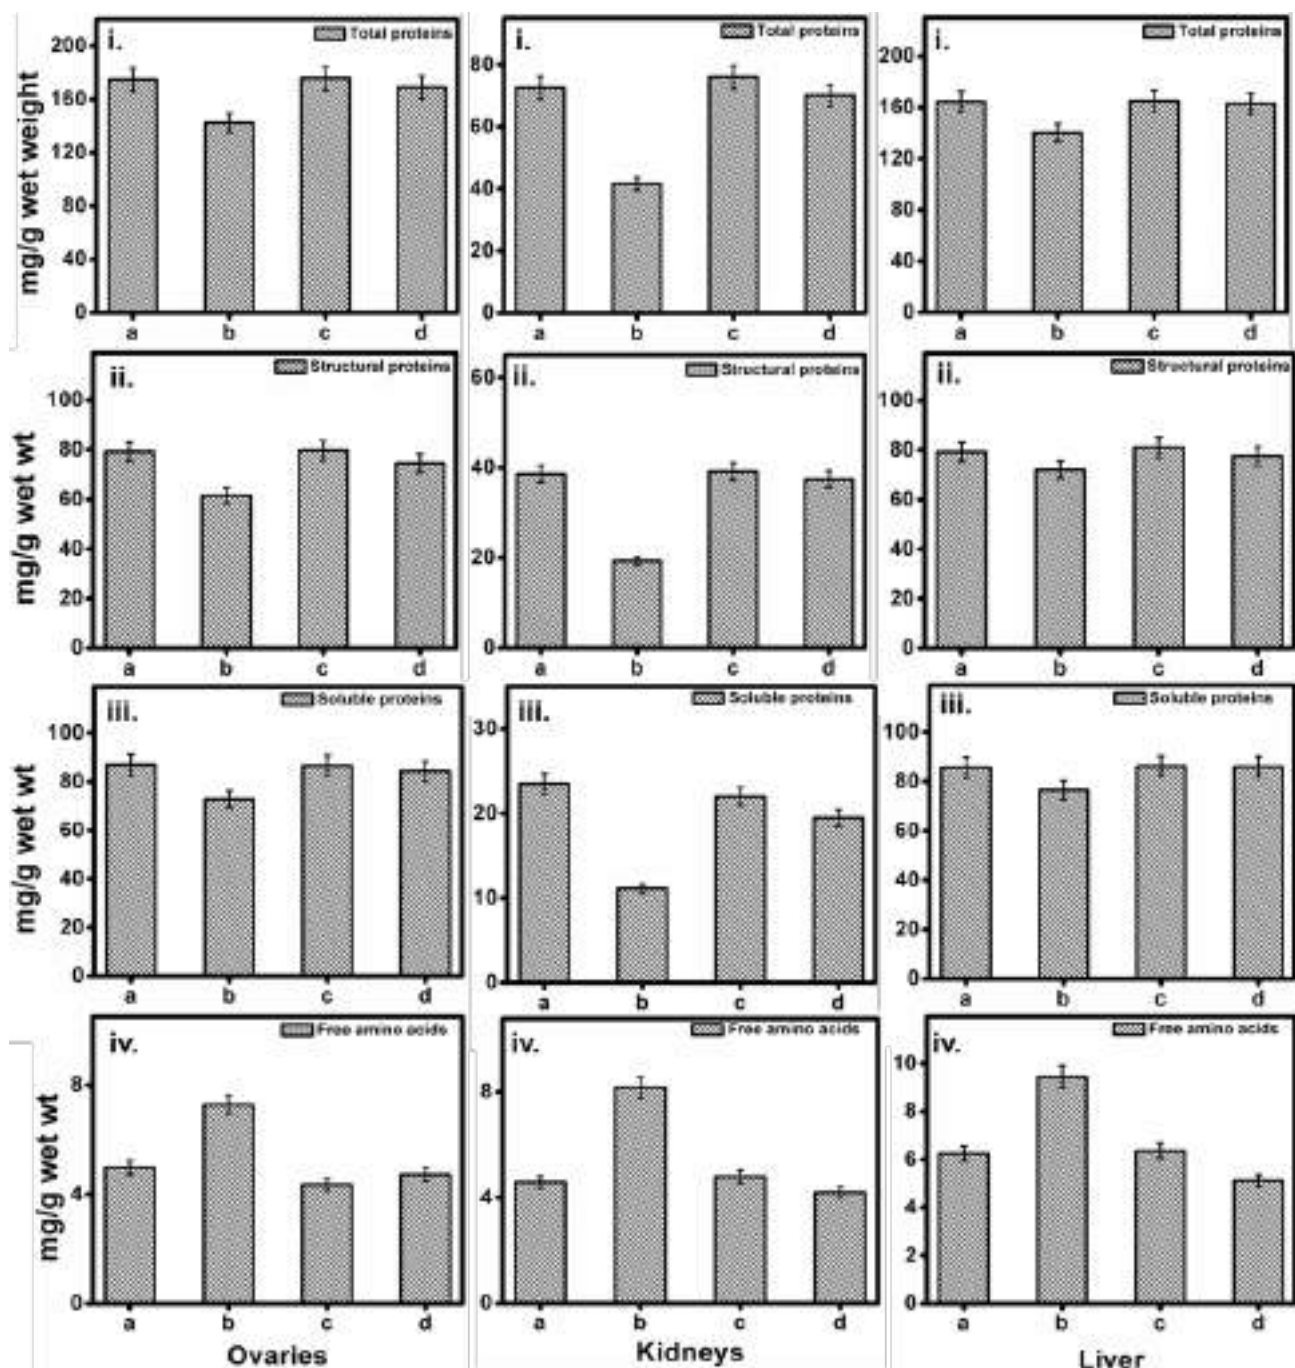 i.
Total proteins
mg/g wet weight
200
160
120
80
40
0
a b c d
i.
Total proteins
80
60
40
20
0
a b c d
i.
Total proteins
200
160
120
80
40
0
a b c d
ii.
Structural proteins
mg/g wet wt
100
80
60
40
20
0
a b c d
ii.
Structural proteins
60
40
20
0
a b c d
ii.
Structural proteins
100
80
60
40
20
0
a b c d
iii.
Soluble proteins
mg/g wet wt
100
80
60
40
20
0
a b c d
iii.
Soluble proteins
30
20
10
0
a b c d
iii.
Soluble proteins
100
80
60
40
20
0
a b c d
iv.
Free amino acids
mg/g wet wt
8
4
0
a b c d
Ovaries
iv.
Free amino acids
8
4
0
a b c d
Kidneys
iv.
Free amino acids
10
8
6
4
2
0
a b c d
Liver